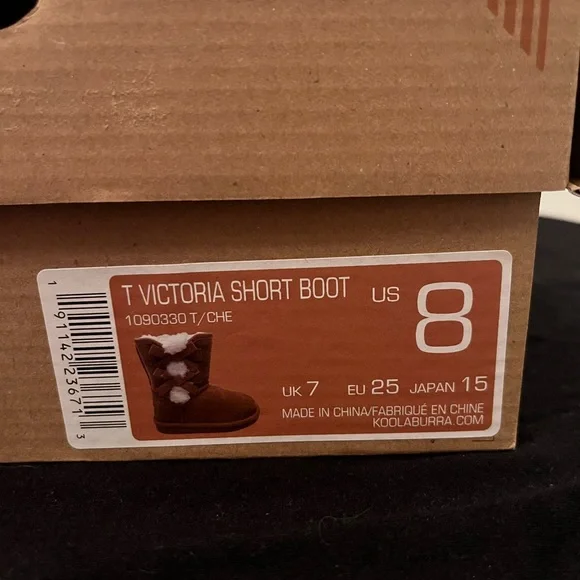 T VICTORIA SHORT BOOT
1090330 T/CHE
US 8
UK 7 EU 25 JAPAN 15
MADE IN CHINA/FABRIQUÉ EN CHINE
KOOLABURRA.COM
1 91142 23671 3